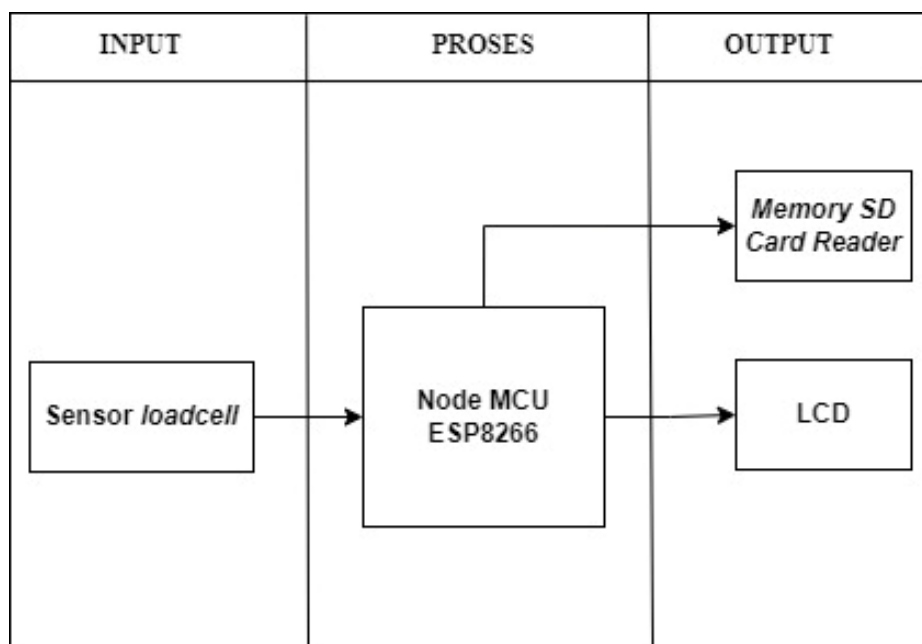 INPUT
PROSES
OUTPUT
Memory SD
Card Reader
Sensor loadcell
Node MCU
ESP8266
LCD